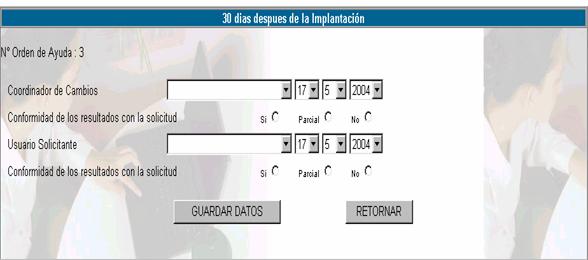 30 dias despues de la Implantación
Nº Orden de Ayuda : 3
Coordinador de Cambios 17 5 2004
Conformidad de los resultados con la solicitud Si Parcial No
Usuario Solicitante 17 5 2004
Conformidad de los resultados con la solicitud Si Parcial No
GUARDAR DATOS RETORNAR